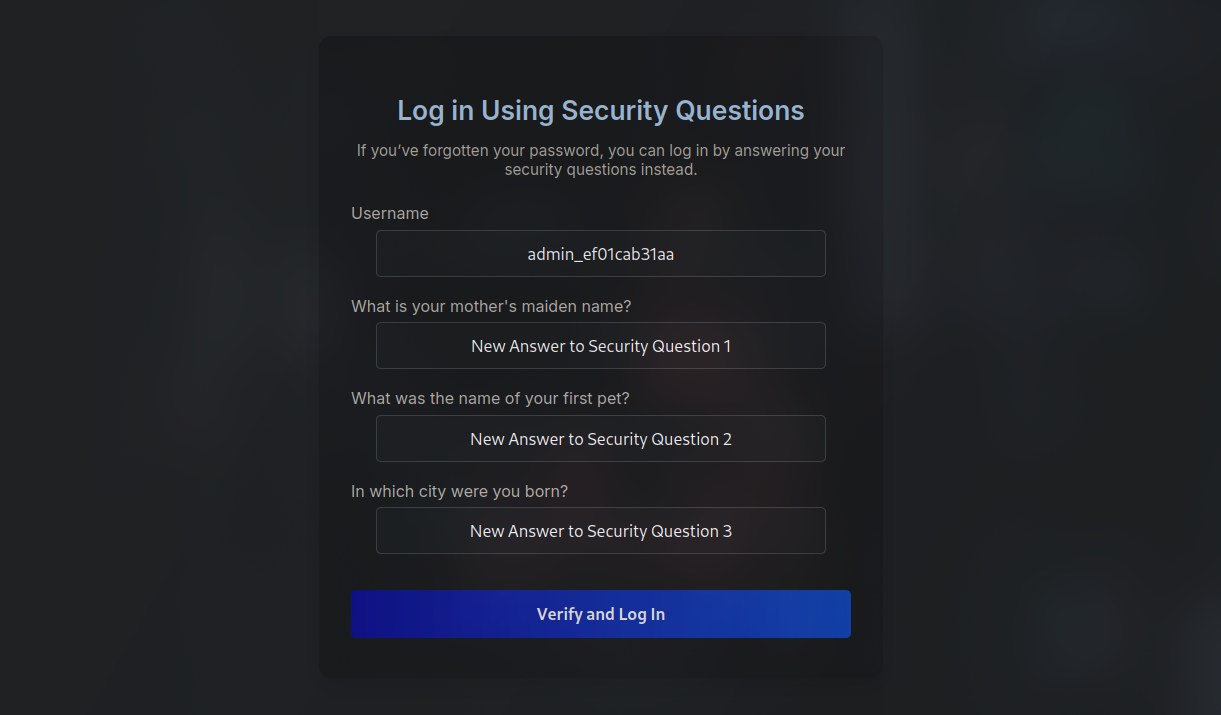 Log in Using Security Questions
If you’ve forgotten your password, you can log in by answering your
security questions instead.
Username
admin_ef01cab31aa
What is your mother's maiden name?
New Answer to Security Question 1
What was the name of your first pet?
New Answer to Security Question 2
In which city were you born?
New Answer to Security Question 3
Verify and Log In